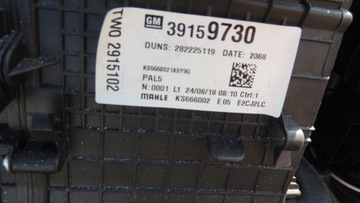 TWO 2915102
GM 39159730
DUNS: 282225119 DATE: 2368
KS666002 1ASY9O
PAL5
N:0001 L1 24/08/18 08:10 Ctrl:1
MAHLE KS666002 E05 E2CJ2LC